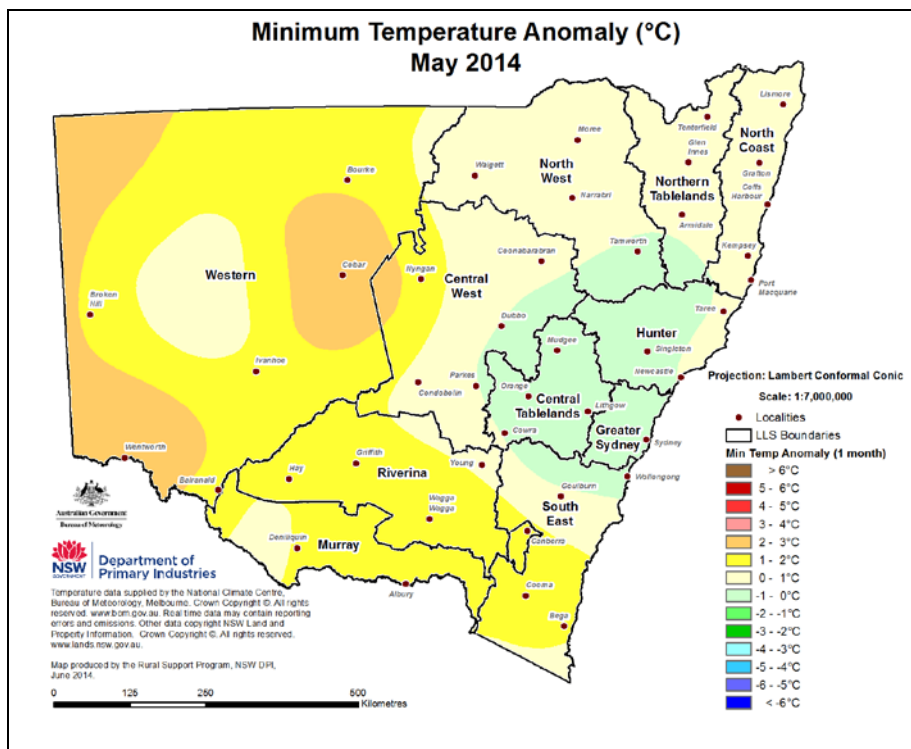 Minimum Temperature Anomaly (°C)
May 2014
Lismore
Tenterfield
North
Coast
Moree
Glen
Innes
Walgett
North
West
Grafton
Bourke
Northern
Tablelands
Coffs
Harbour
Narrabri
Armidale
Coonabarabran
Tamworth
Kempsey
Western
Cobar
Nyngan
Central
West
Port
Macquarie
Broken
Hill
Taree
Dubbo
Hunter
Mudgee
Singleton
Ivanhoe
Newcastle
Parkes
Condobolin
Orange
Central
Tablelands
Lithgow
Greater
Sydney
Sydney
Cowra
Wentworth
Griffith
Young
Riverina
Hay
Balranald
Goulburn
Wollongong
South
East
Wagga
Wagga
Canberra
Deniliquin
Murray
Albury
Cooma
Bega
Projection: Lambert Conformal Conic
Scale: 1:7,000,000
Localities
LLS Boundaries
Min Temp Anomaly (1 month)
> 6°C
5 - 6°C
4 - 5°C
3 - 4°C
2 - 3°C
1 - 2°C
0 - 1°C
-1 - 0°C
-2 - -1°C
-3 - -2°C
-4 - -3°C
-5 - -4°C
-6 - -5°C
< -6°C
Australian Government
Bureau of Meteorology
NSW
GOVERNMENT
Department of
Primary Industries
Temperature data supplied by the National Climate Centre,
Bureau of Meteorology, Melbourne. Crown Copyright ©. All rights
reserved. www.bom.gov.au. Real time data may contain reporting
errors and emissions. Other data copyright NSW Land and
Property Information. Crown Copyright ©. All rights reserved.
www.lands.nsw.gov.au.
Map produced by the Rural Support Program, NSW DPI,
June 2014.
0 125 250 500
Kilometres